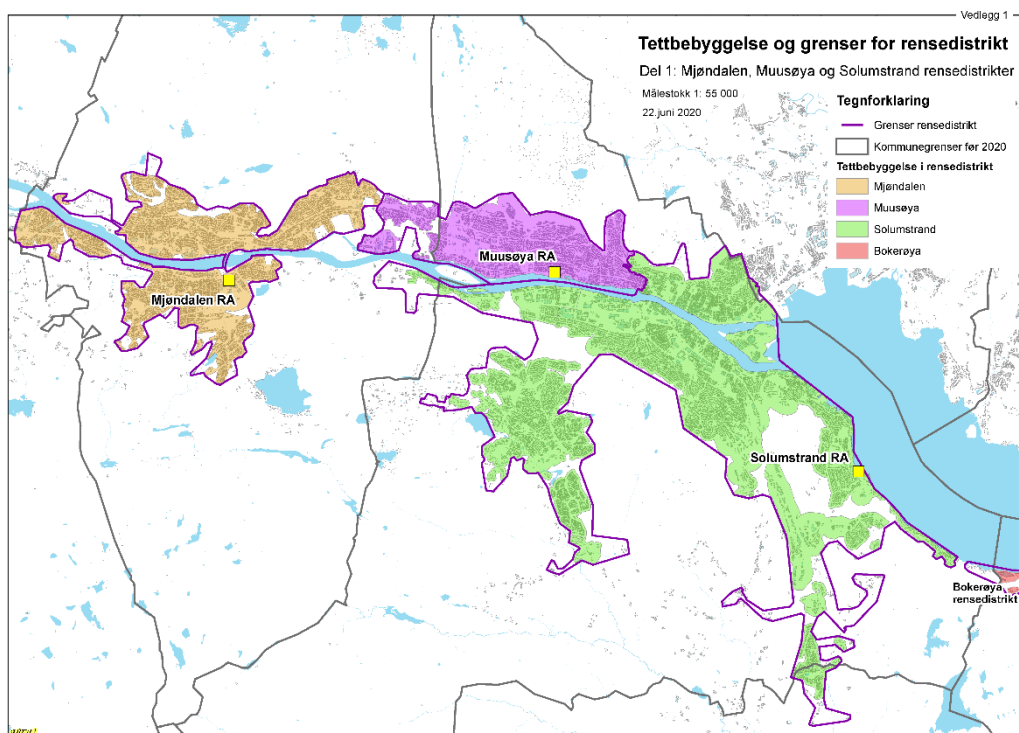 Vedlegg 1
Tettbebyggelse og grenser for rensedistrikt
Del 1: Mjøndalen, Muusøya og Solumstrand rensedistrikter
Målestokk 1: 55 000
22.juni 2020
Tegnforklaring
Grenser rensedistrikt
Kommunegrenser før 2020
Tettbebyggelse i rensedistrikt
Mjøndalen
Muusøya
Solumstrand
Bokerøya
Muusøya RA
Mjøndalen RA
Solumstrand RA
Bokerøya
rensedistrikt